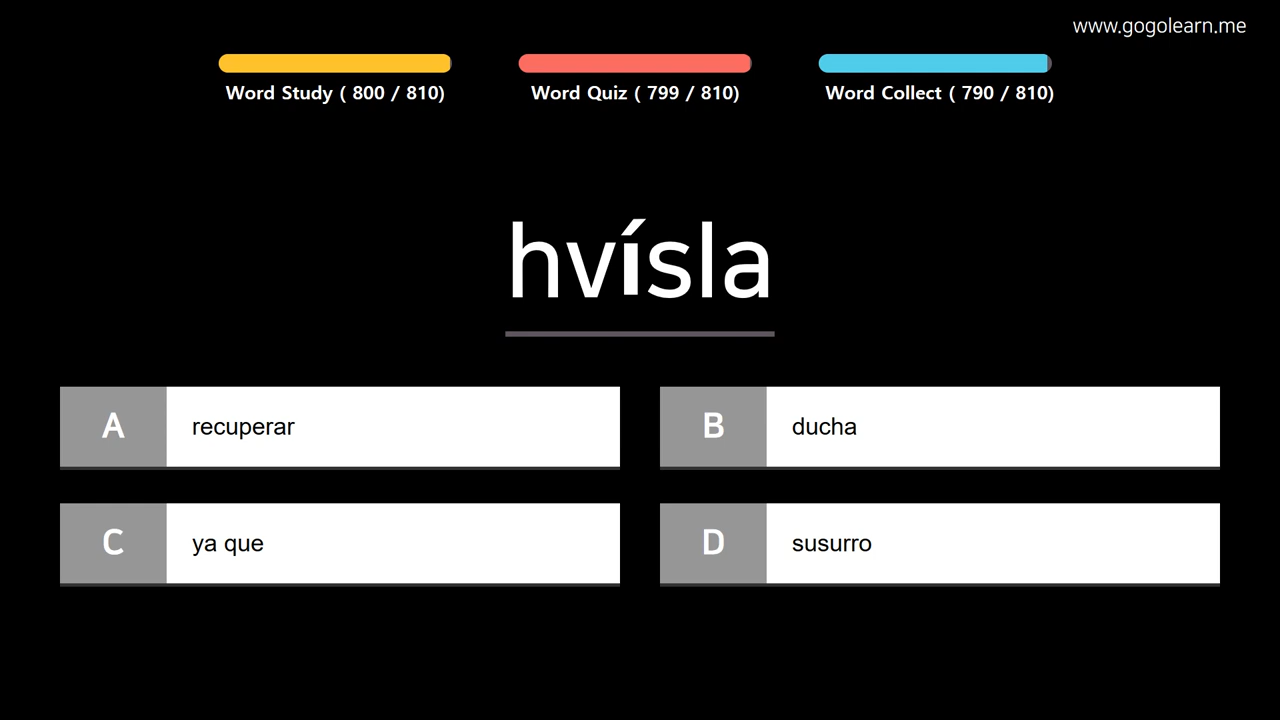 www.gogolearn.me
Word Study ( 800 / 810)
Word Quiz ( 799 / 810)
Word Collect ( 790 / 810)
hvísla
A recuperar
B ducha
C ya que
D susurro